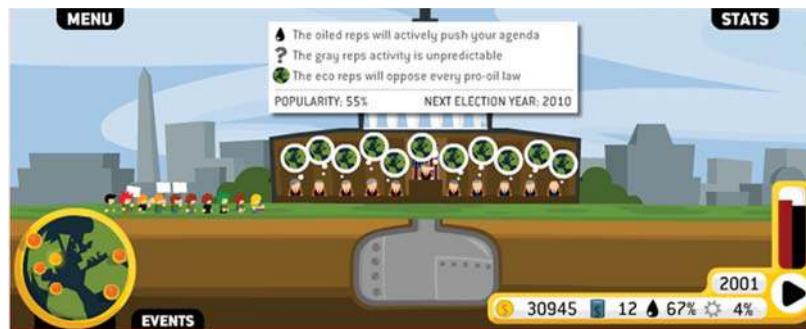 MENU
STATS
The oiled reps will actively push your agenda
? The gray reps activity is unpredictable
The eco reps will oppose every pro-oil law
POPULARITY: 55% NEXT ELECTION YEAR: 2010
2001
$ 30945 $ 12 67% 4%
EVENTS